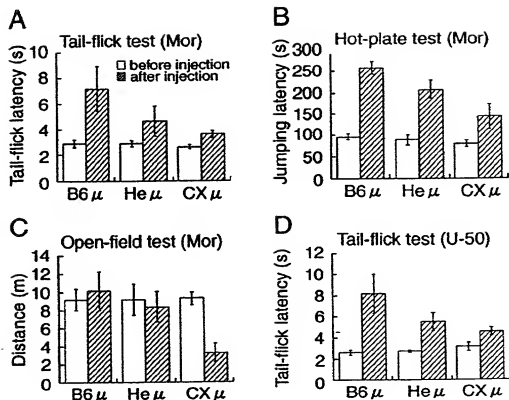 A
Tail-flick test (Mor)
before injection
after injection
Tail-flick latency (s)
10
8
6
4
2
0
B6 μ He μ CX μ
B
Hot-plate test (Mor)
Jumping latency (s)
300
250
200
150
100
50
0
B6 μ He μ CX μ
C
Open-field test (Mor)
Distance (m)
14
12
10
8
6
4
2
0
B6 μ He μ CX μ
D
Tail-flick test (U-50)
Tail-flick latency (s)
12
10
8
6
4
2
0
B6 μ He μ CX μ